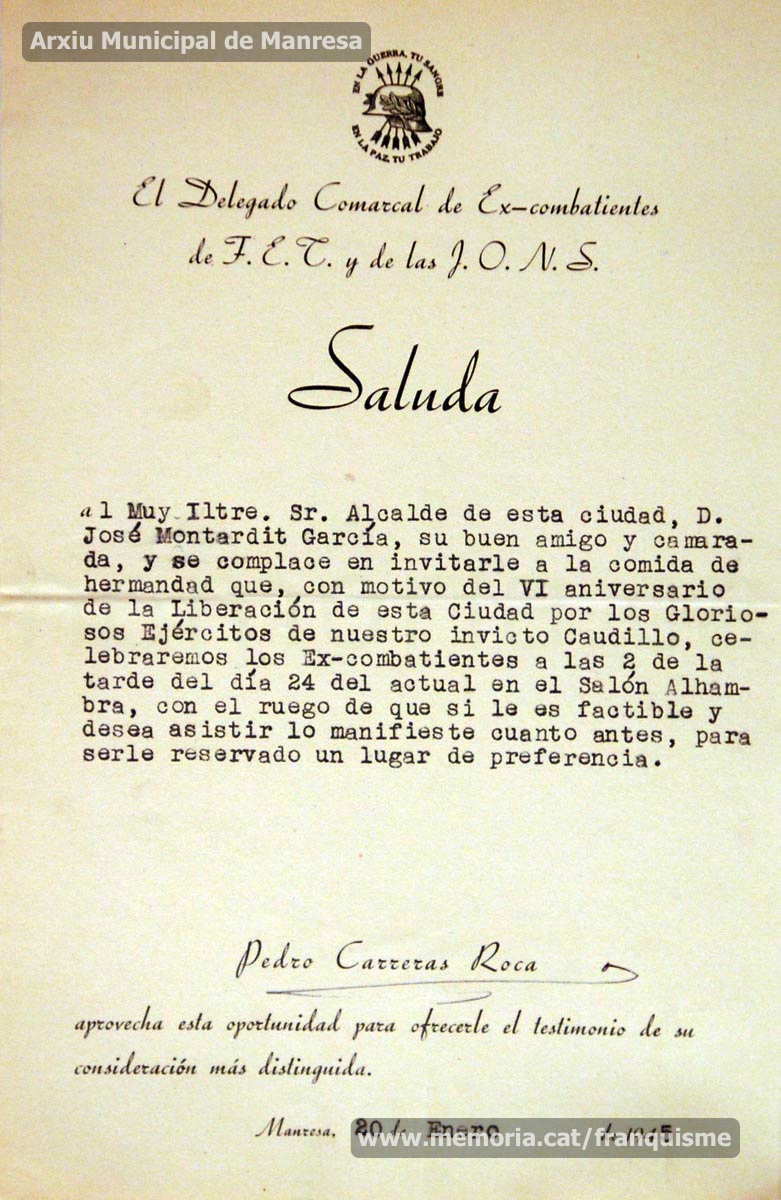 Arxiu Municipal de Manresa
EN LA GUERRA, TU SANGRE
EN LA PAZ, TU TRABAJO
El Delegado Comarcal de Ex-combatientes
de F. E. T. y de las J. O. N. S.
Saluda
al Muy Iltre. Sr. Alcalde de esta ciudad, D.
José Montardit García, su buen amigo y camara-
da, y se complace en invitarle a la comida de
hermandad que, con motivo del VI aniversario
de la Liberación de esta Ciudad por los Glorio-
sos Ejércitos de nuestro invicto Caudillo, ce-
lebraremos los Ex-combatientes a las 2 de la
tarde del día 24 del actual en el Salón Alham-
bra, con el ruego de que si le es factible y
desea asistir lo manifieste cuanto antes, para
serle reservado un lugar de preferencia.
Pedro Carreras Roca
aprovecha esta oportunidad para ofrecerle el testimonio de su
consideración más distinguida.
Manresa, 20 de Enero de 1945
www.memoria.cat/franquisme